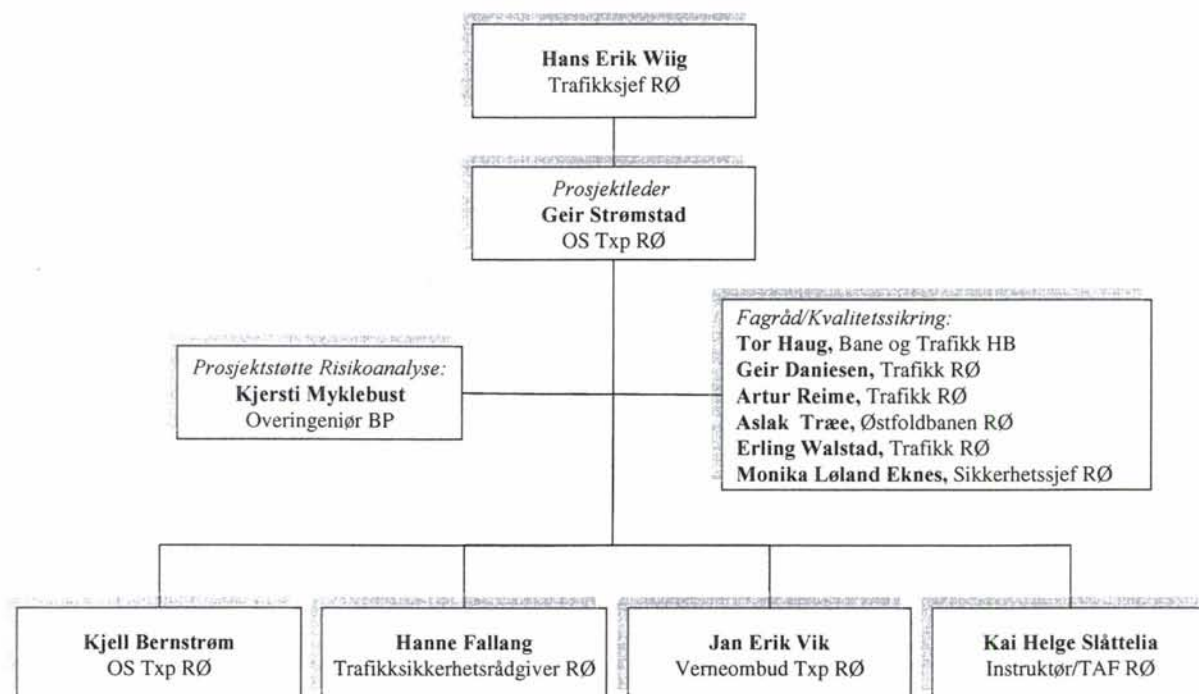 Hans Erik Wiig
Trafikksjef RØ
Prosjektleder
Geir Strømstad
OS Txp RØ
Prosjektstøtte Risikoanalyse:
Kjersti Myklebust
Overingeniør BP
Fagråd/Kvalitetssikring:
Tor Haug, Bane og Trafikk HB
Geir Daniesen, Trafikk RØ
Artur Reime, Trafikk RØ
Aslak Træe, Østfoldbanen RØ
Erling Walstad, Trafikk RØ
Monika Løland Eknes, Sikkerhetssjef RØ
Kjell Bernstrøm
OS Txp RØ
Hanne Fallang
Trafikksikkerhetsrådgiver RØ
Jan Erik Vik
Verneombud Txp RØ
Kai Helge Slåttelia
Instruktør/TAF RØ